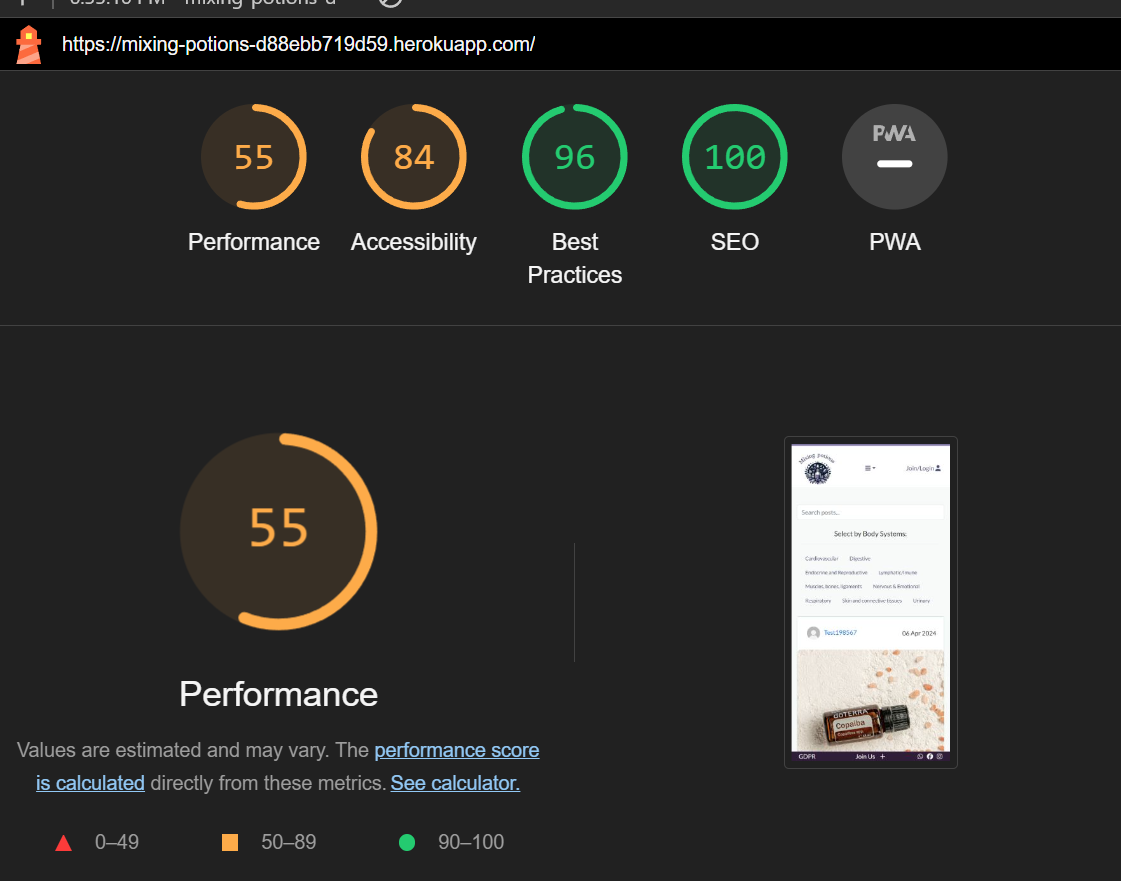 https://mixing-potions-d88ebb719d59.herokuapp.com/
55
84
96
100
PWA
Performance
Accessibility
Best
Practices
SEO
PWA
55
Performance
Values are estimated and may vary. The performance score
is calculated directly from these metrics. See calculator.
0–49
50–89
90–100
Mixing potions
Join/Login
Search posts...
Select by Body Systems:
Cardiovascular Digestive
Endocrine and Reproductive
Muscles, bones, ligaments Nervous & Emotional
Respiratory Skin and connective tissues Urinary
Test198567
06 Apr 2024
doTERRA
Copaiba
GDPR
Join Us +